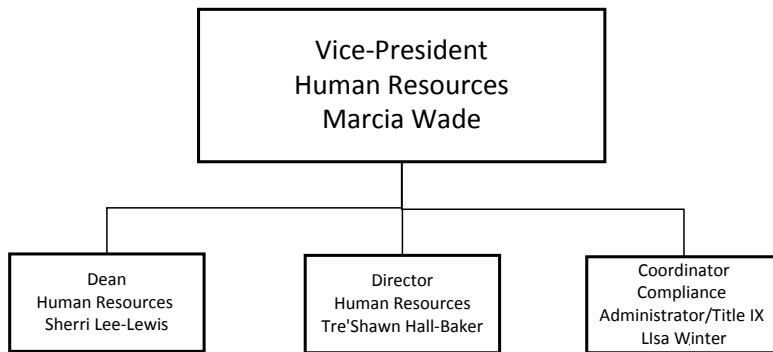 Vice-President
Human Resources
Marcia Wade
Dean
Human Resources
Sherri Lee-Lewis
Director
Human Resources
Tre'Shawn Hall-Baker
Coordinator
Compliance
Administrator/Title IX
LIsa Winter